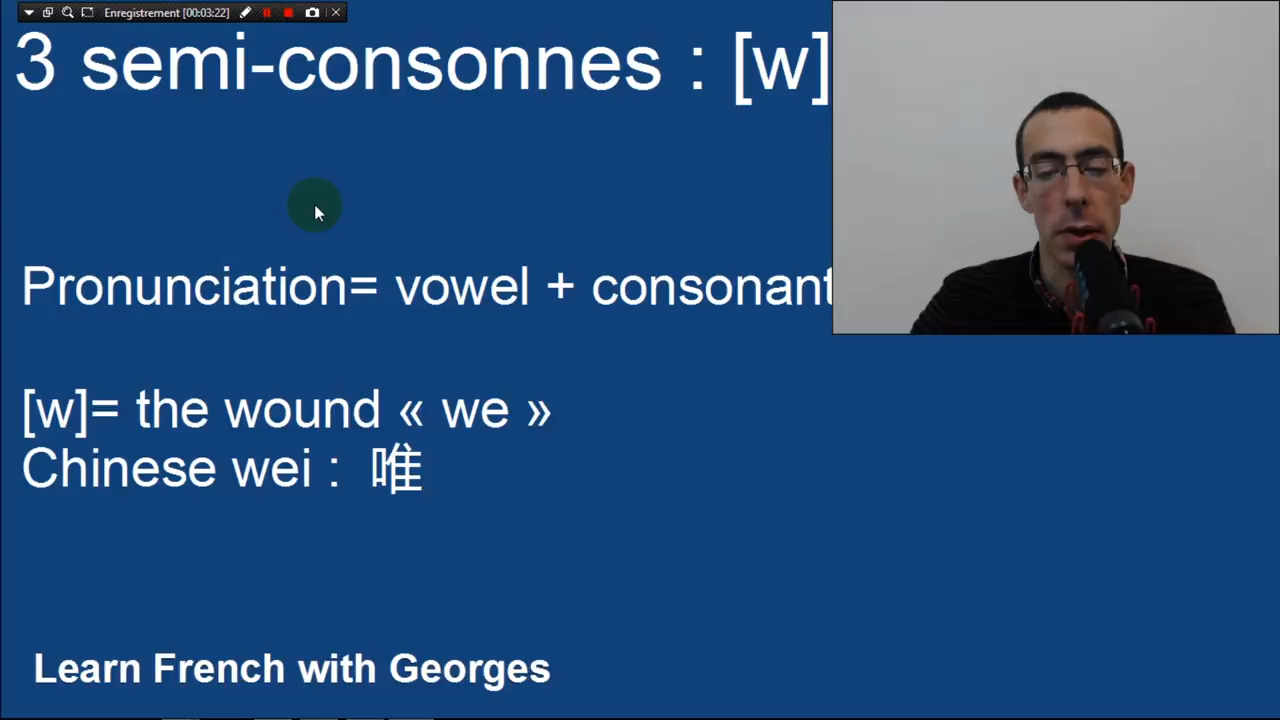 Enregistrement [00:03:22]
3 semi-consonnes : [w]
Pronunciation= vowel + consonant
[w]= the wound « we »
Chinese wei : 唯
Learn French with Georges